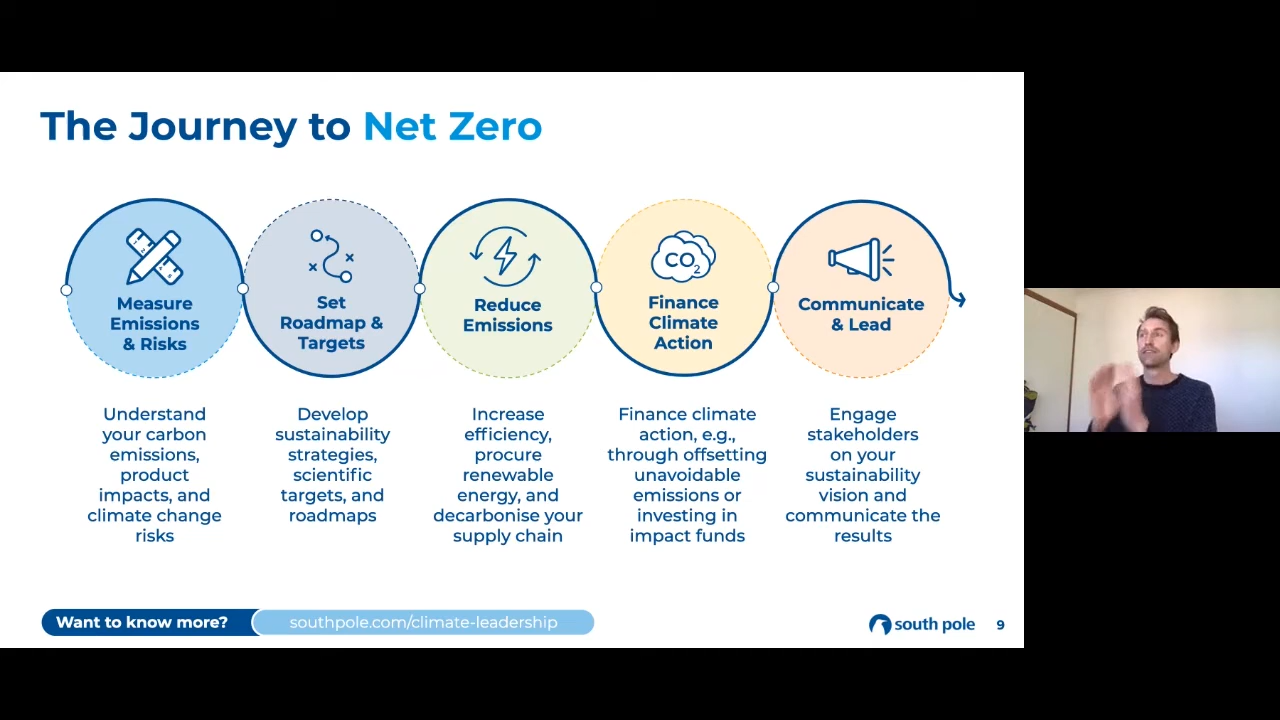 The Journey to Net Zero
Measure
Emissions
& Risks
Understand
your carbon
emissions,
product
impacts, and
climate change
risks
Set
Roadmap &
Targets
Develop
sustainability
strategies,
scientific
targets, and
roadmaps
Reduce
Emissions
Increase
efficiency,
procure
renewable
energy, and
decarbonise your
supply chain
CO2
Finance
Climate
Action
Finance climate
action, e.g.,
through offsetting
unavoidable
emissions or
investing in
impact funds
Communicate
& Lead
Engage
stakeholders
on your
sustainability
vision and
communicate the
results
Want to know more? southpole.com/climate-leadership
south pole 9